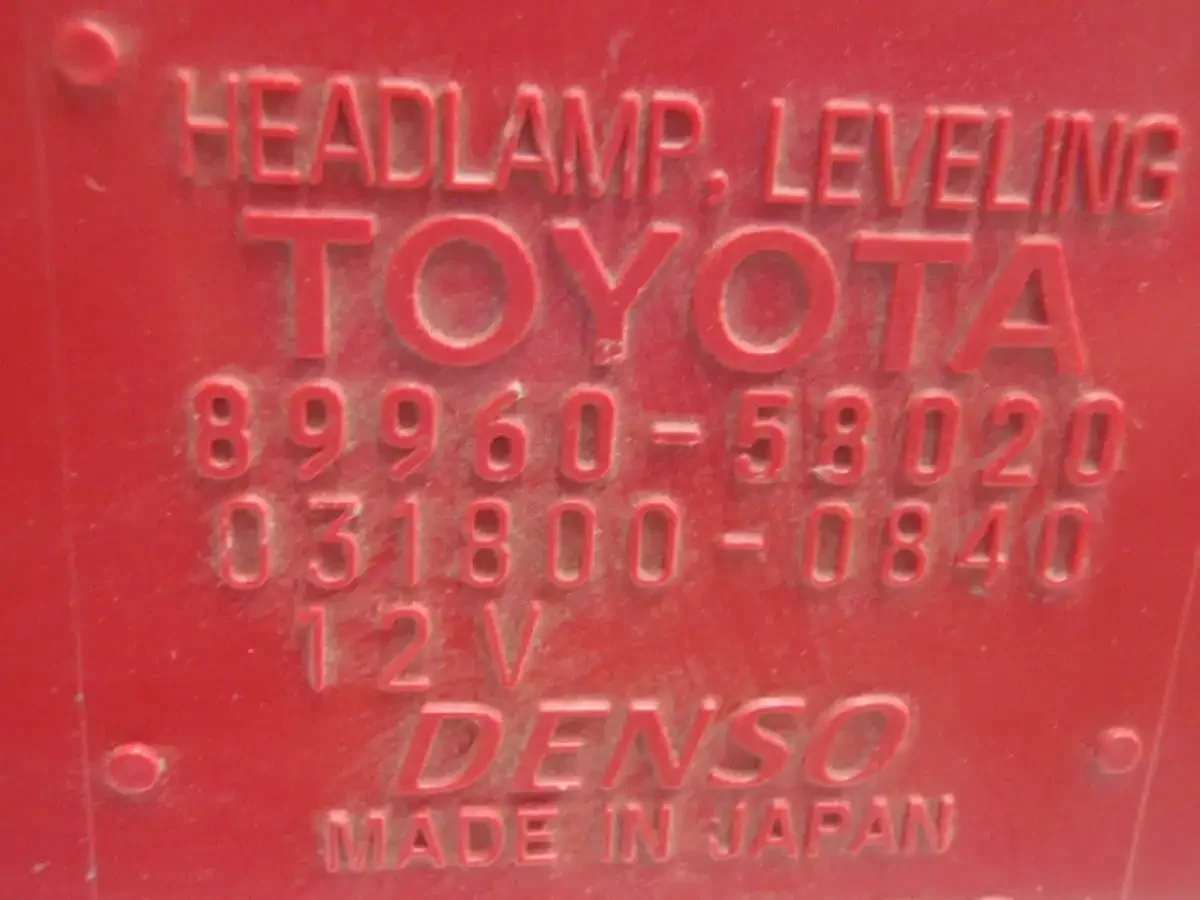 HEADLAMP, LEVELING
TOYOTA
89960-58020
031800-0840
12V
DENSO
MADE IN JAPAN